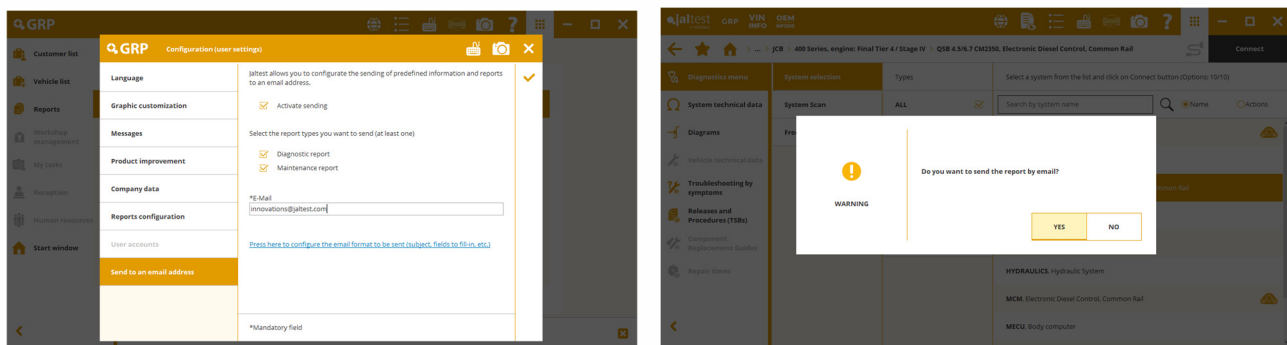 GRP
Customer list
Vehicle list
Reports
Workshop
management
My tasks
Reception
Human resources
Start window
GRP
Configuration (user
settings)
Language
Graphic customization
Messages
Product improvement
Company data
Reports configuration
User accounts
Send to an email address
Jaltest allows you to configurate the sending of predefined information and reports
to an email address.
Activate sending
Select the report types you want to send (at least one)
Diagnostic report
Maintenance report
*E-Mail
innovations@jaltest.com
Press here to configure the email format to be sent (subject, fields to fill-in, etc.)
*Mandatory field
jaltest GRP VIN INFO OEM INFOS
... JCB 400 Series, engine: Final Tier 4 / Stage IV QSB 4.5/6.7 CM2350, Electronic Diesel Control, Common Rail
Connect
Diagnostics menu
System technical data
Diagrams
Vehicle technical data
Troubleshooting by
symptoms
Releases and
Procedures (TSBs)
Component
Replacement Guides
Repair times
System selection
System Scan
Types
ALL
Select a system from the list and click on Connect button (Options: 10/10)
Search by system name
Name
Actions
WARNING
Do you want to send the report by email?
YES
NO
HYDRAULICS, Hydraulic System
MCM, Electronic Diesel Control, Common Rail
MECU, Body computer